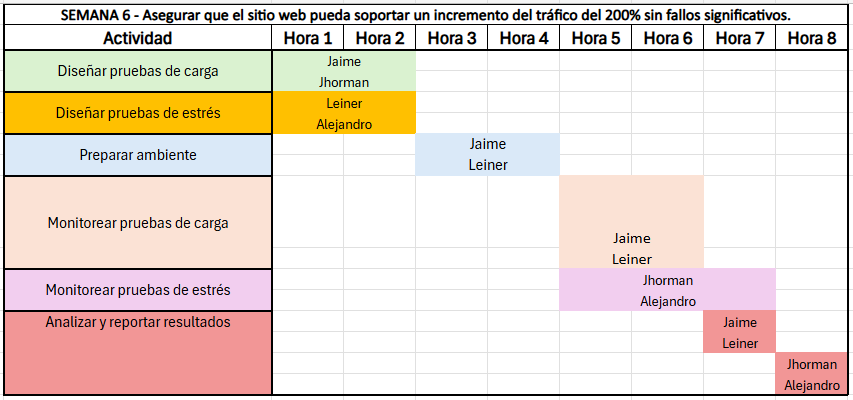 SEMANA 6 - Asegurar que el sitio web pueda soportar un incremento del tráfico del 200% sin fallos significativos.
Actividad Hora 1 Hora 2 Hora 3 Hora 4 Hora 5 Hora 6 Hora 7 Hora 8
Diseñar pruebas de carga
Jaime
Jhorman
Diseñar pruebas de estrés
Leiner
Alejandro
Preparar ambiente
Jaime
Leiner
Monitorear pruebas de carga
Jaime
Leiner
Monitorear pruebas de estrés
Jhorman
Alejandro
Analizar y reportar resultados
Jaime
Leiner
Jhorman
Alejandro